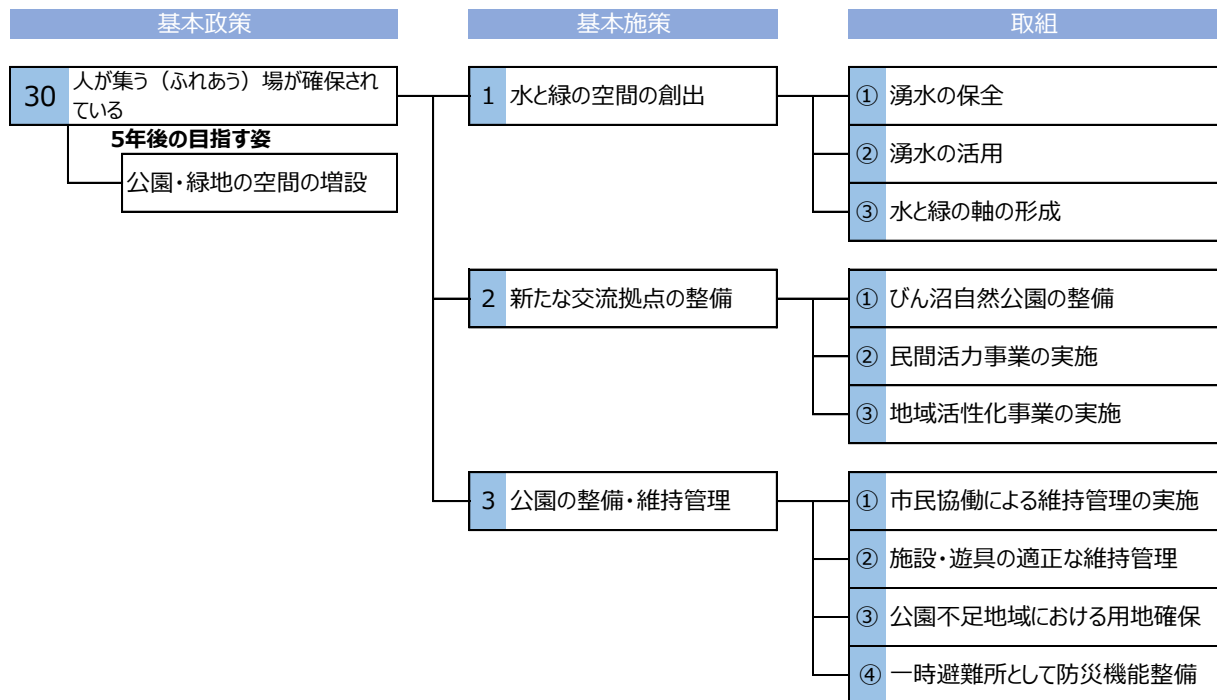 基本政策
基本施策
取組
30
人が集う（ふれあう）場が確保され
ている
5年後の目指す姿
公園・緑地の空間の増設
1 水と緑の空間の創出
① 湧水の保全
② 湧水の活用
③ 水と緑の軸の形成
2 新たな交流拠点の整備
① びん沼自然公園の整備
② 民間活力事業の実施
③ 地域活性化事業の実施
3 公園の整備・維持管理
① 市民協働による維持管理の実施
② 施設・遊具の適正な維持管理
③ 公園不足地域における用地確保
④ 一時避難所として防災機能整備